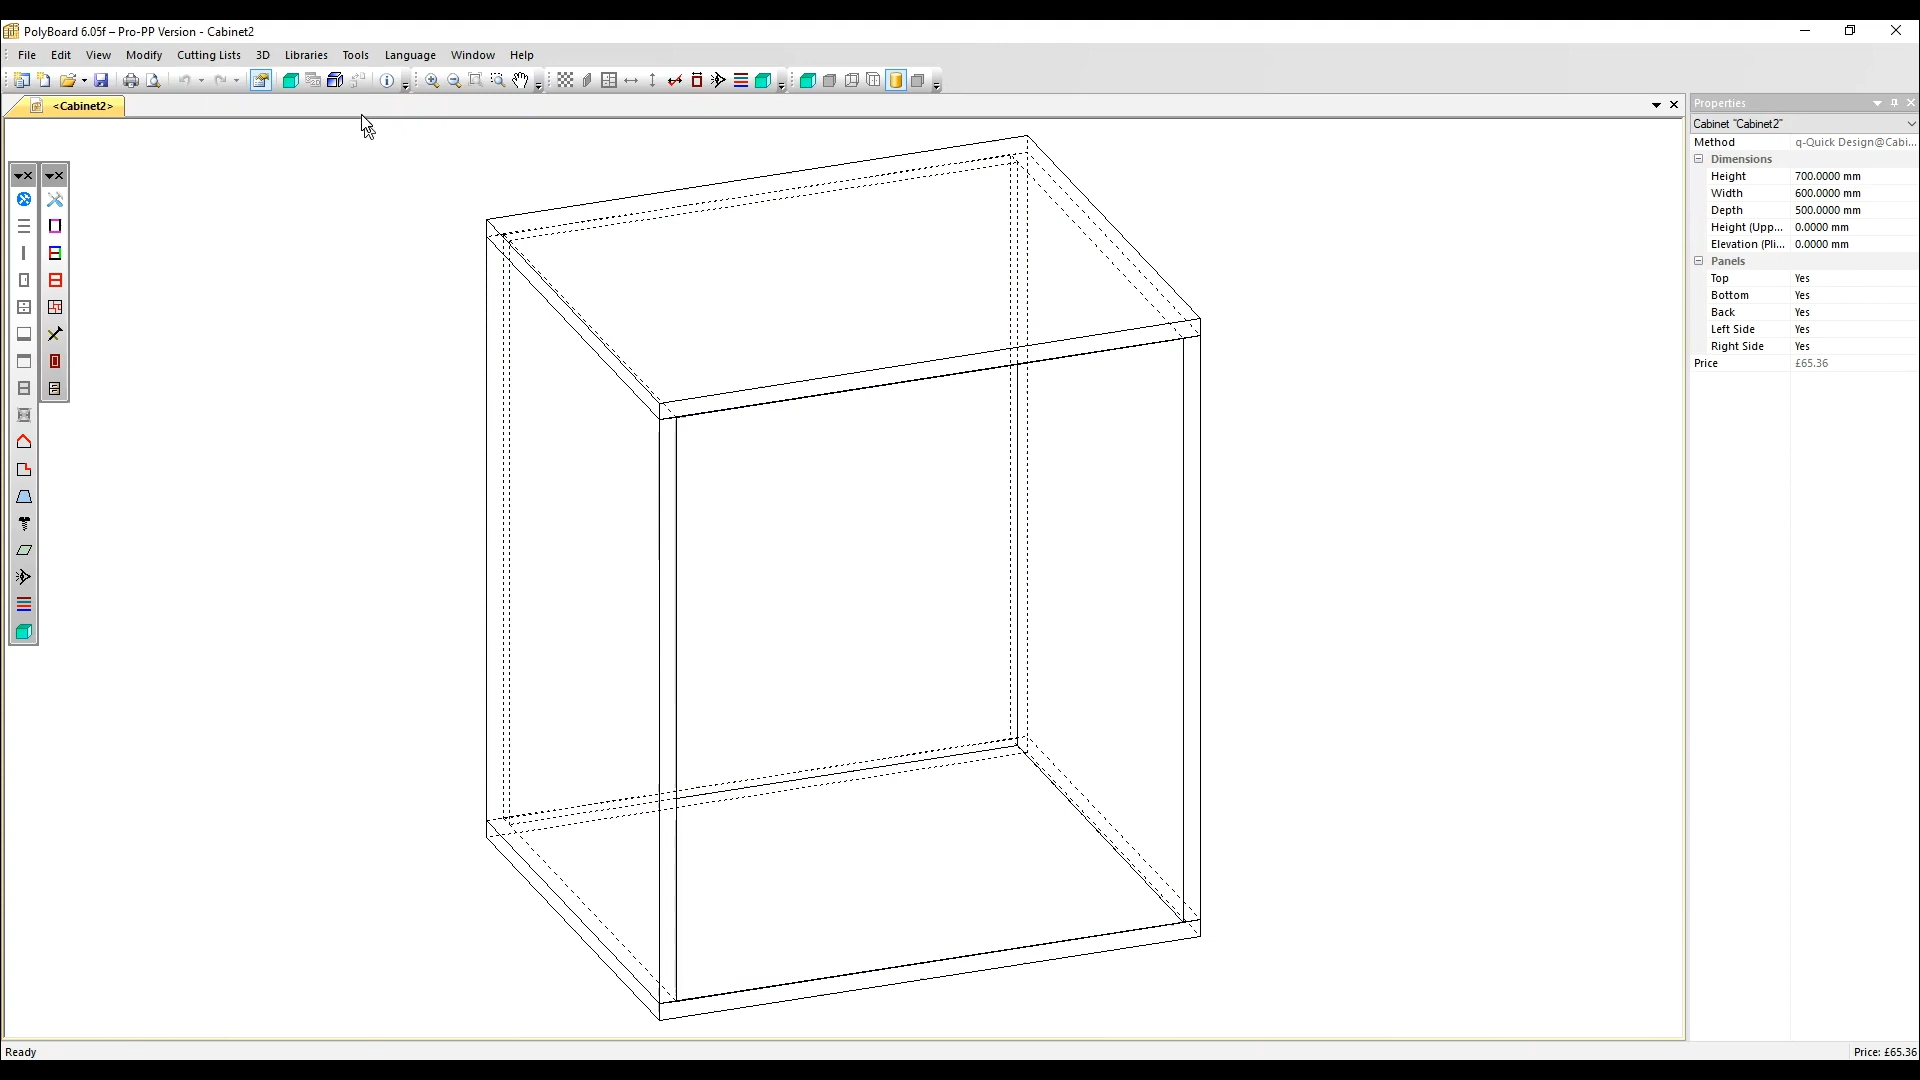 PolyBoard 6.05f – Pro-PP Version - Cabinet2
File Edit View Modify Cutting Lists 3D Libraries Tools Language Window Help
<Cabinet2>
Properties
Cabinet "Cabinet2"
Method q-Quick Design@Cabi...
Dimensions
Height 700.0000 mm
Width 600.0000 mm
Depth 500.0000 mm
Height (Upp... 0.0000 mm
Elevation (Pli... 0.0000 mm
Panels
Top Yes
Bottom Yes
Back Yes
Left Side Yes
Right Side Yes
Price £65.36
Ready
Price: £65.36